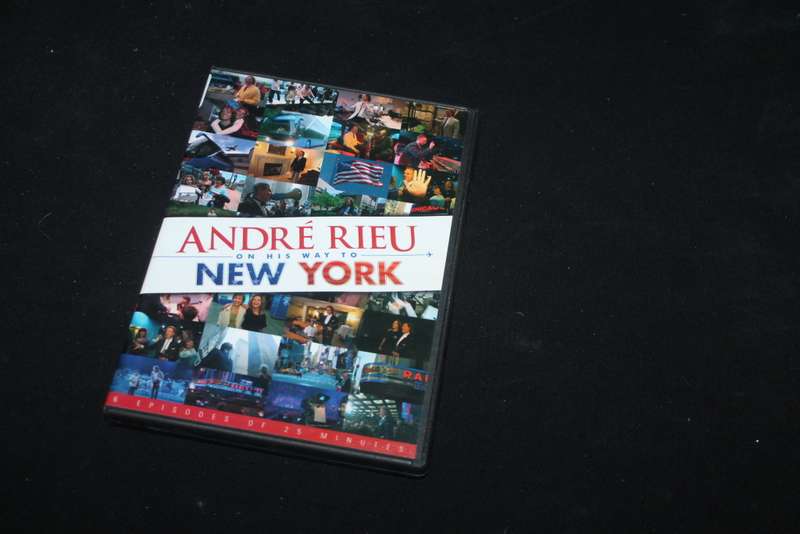 ANDRÉ RIEU
ON HIS WAY TO
NEW YORK
6 EPISODES OF 25 MINUTES